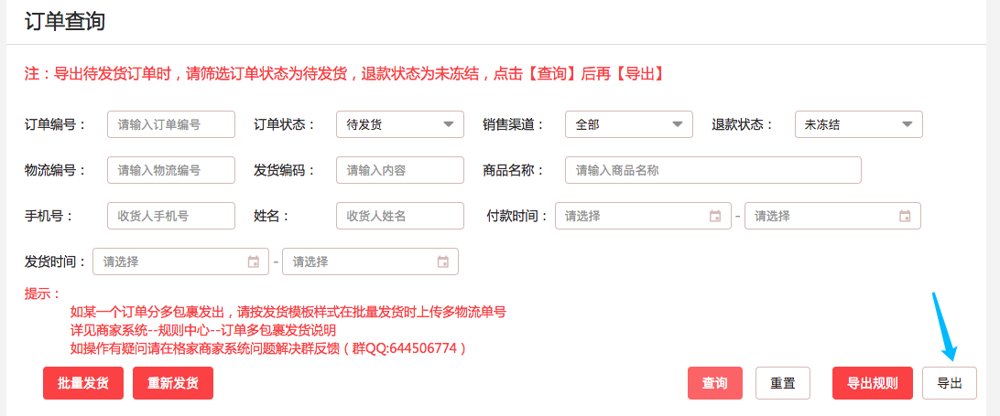 订单查询
注：导出待发货订单时，请筛选订单状态为待发货，退款状态为未冻结，点击【查询】后再【导出】
订单编号： 请输入订单编号 订单状态： 待发货 销售渠道： 全部 退款状态： 未冻结
物流编号： 请输入物流编号 发货编码： 请输入内容 商品名称： 请输入商品名称
手机号： 收货人手机号 姓名： 收货人姓名 付款时间： 请选择 - 请选择
发货时间： 请选择 - 请选择
提示：
如某一个订单分多包裹发出，请按发货模板样式在批量发货时上传多物流单号
详见商家系统--规则中心--订单多包裹发货说明
如操作有疑问请在格家商家系统问题解决群反馈（群QQ:644506774）
批量发货 重新发货 查询 重置 导出规则 导出